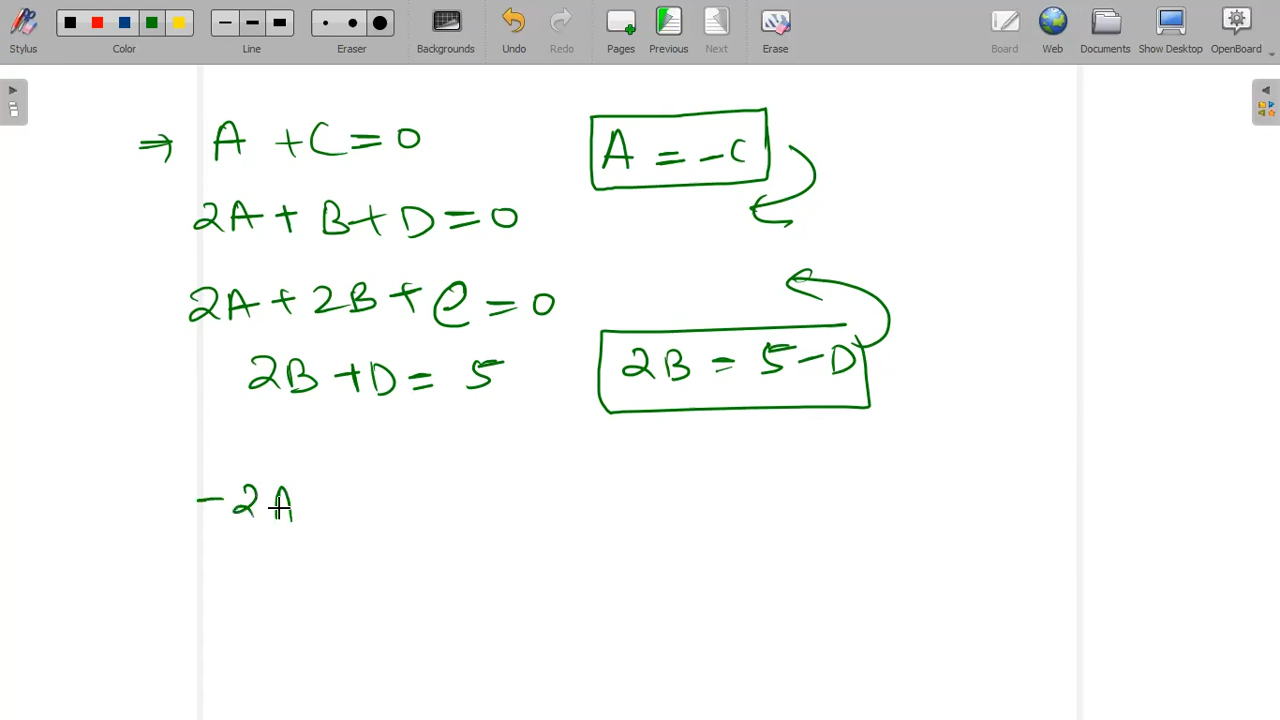 Stylus Color Line Eraser Backgrounds Undo Redo Pages Previous Next Erase Board Web Documents Show Desktop OpenBoard
⇒ A + C = 0
A = -C
2A + B + D = 0
2A + 2B + C = 0
2B + D = 5
2B = 5 - D
-2A